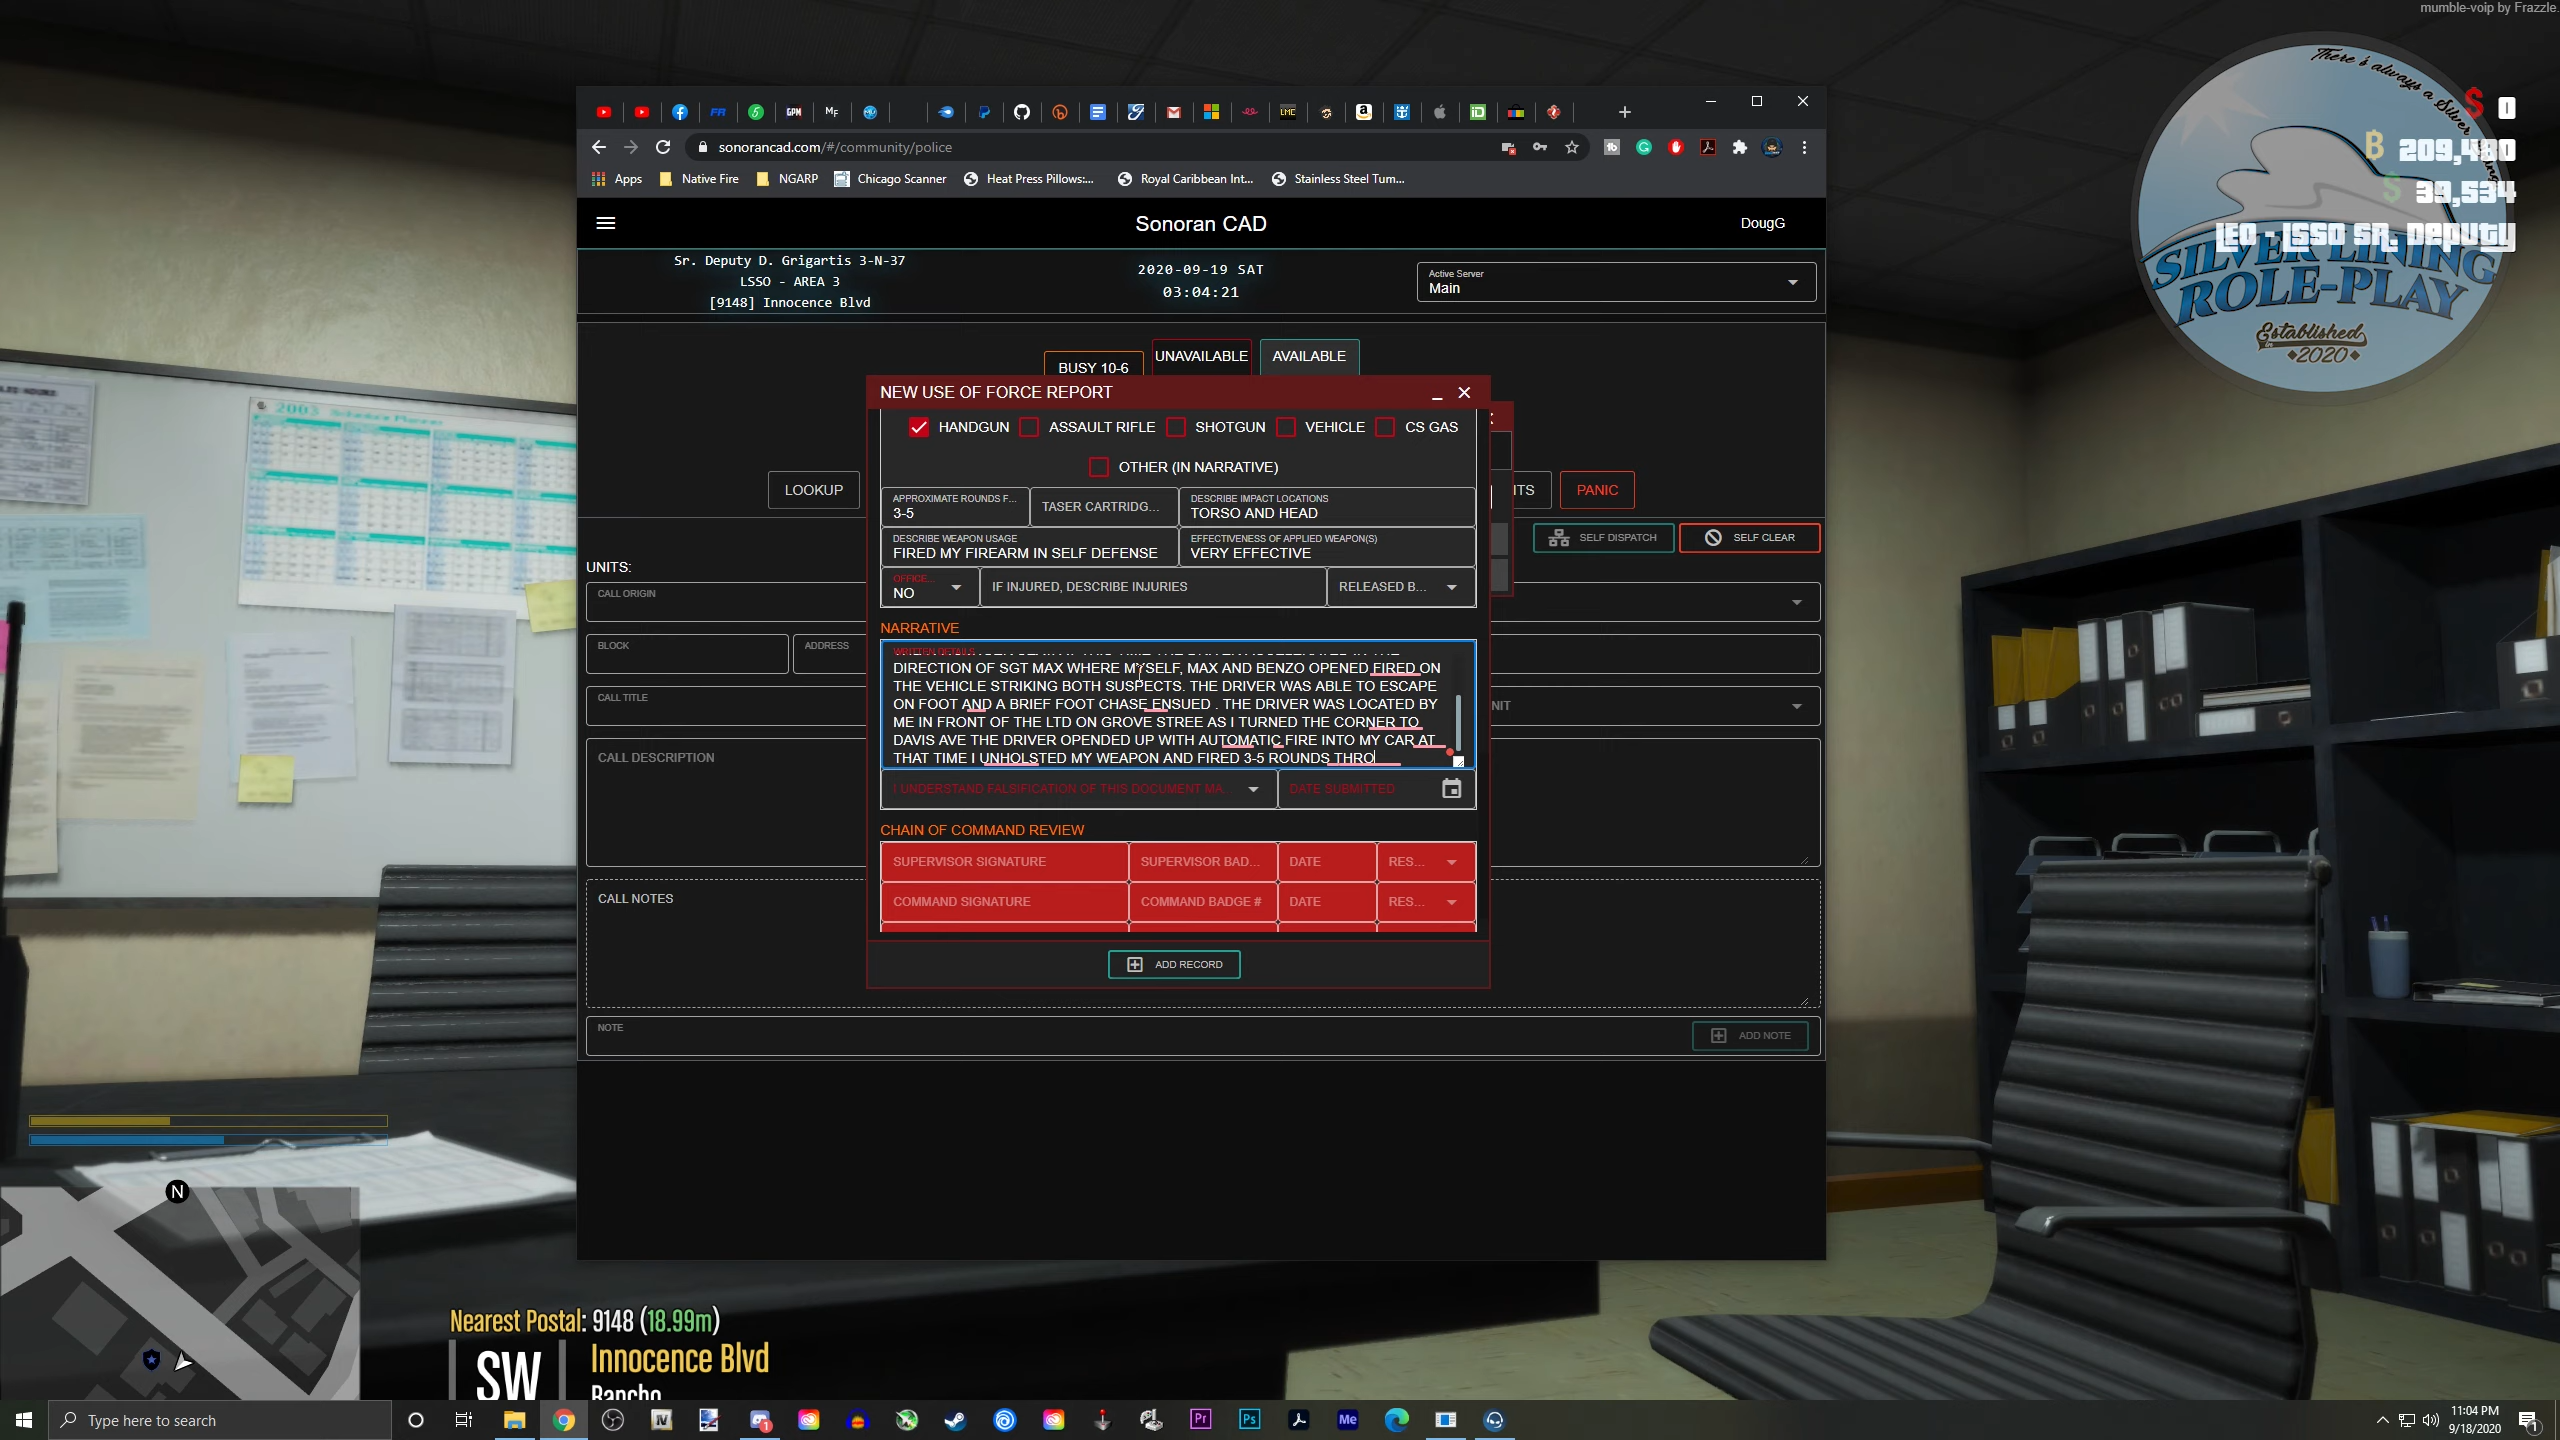 mumble-voip by Frazzle.
There's always a Silver
0
209,480
39,534
LEO - LSSO SR. Deputy
SILVER LINING
ROLE-PLAY
Established
in
2020
2003
sonorancad.com/#/community/police
Apps
Native Fire
NGARP
Chicago Scanner
Heat Press Pillows:...
Royal Caribbean Int...
Stainless Steel Tum...
Sonoran CAD
DougG
Sr. Deputy D. Grigartis 3-N-37
LSSO - AREA 3
[9148] Innocence Blvd
2020-09-19 SAT
03:04:21
Active Server
Main
BUSY 10-6
UNAVAILABLE
AVAILABLE
NEW USE OF FORCE REPORT
HANDGUN
ASSAULT RIFLE
SHOTGUN
VEHICLE
CS GAS
OTHER (IN NARRATIVE)
LOOKUP
ITS
PANIC
APPROXIMATE ROUNDS F...
3-5
TASER CARTRIDG...
DESCRIBE IMPACT LOCATIONS
TORSO AND HEAD
DESCRIBE WEAPON USAGE
FIRED MY FIREARM IN SELF DEFENSE
EFFECTIVENESS OF APPLIED WEAPON(S)
VERY EFFECTIVE
SELF DISPATCH
SELF CLEAR
OFFICE...
NO
IF INJURED, DESCRIBE INJURIES
RELEASED B...
UNITS:
CALL ORIGIN
BLOCK
ADDRESS
CALL TITLE
NIT
CALL DESCRIPTION
NARRATIVE
WRITTEN DETAILS
DIRECTION OF SGT MAX WHERE MYSELF, MAX AND BENZO OPENED FIRED ON
THE VEHICLE STRIKING BOTH SUSPECTS. THE DRIVER WAS ABLE TO ESCAPE
ON FOOT AND A BRIEF FOOT CHASE ENSUED . THE DRIVER WAS LOCATED BY
ME IN FRONT OF THE LTD ON GROVE STREE AS I TURNED THE CORNER TO
DAVIS AVE THE DRIVER OPENDED UP WITH AUTOMATIC FIRE INTO MY CAR AT
THAT TIME I UNHOLSTED MY WEAPON AND FIRED 3-5 ROUNDS THRO
I UNDERSTAND FALSIFICATION OF THIS DOCUMENT MA...
DATE SUBMITTED
CHAIN OF COMMAND REVIEW
SUPERVISOR SIGNATURE
SUPERVISOR BAD...
DATE
RES...
COMMAND SIGNATURE
COMMAND BADGE #
DATE
RES...
ADD RECORD
CALL NOTES
NOTE
ADD NOTE
N
Nearest Postal: 9148 (18.99m)
SW
Innocence Blvd
Rancho
Type here to search
11:04 PM
9/18/2020